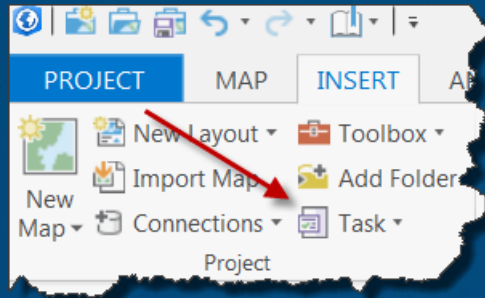 PROJECT MAP INSERT
New Layout Toolbox
Import Map Add Folder
New
Map Connections Task
Project